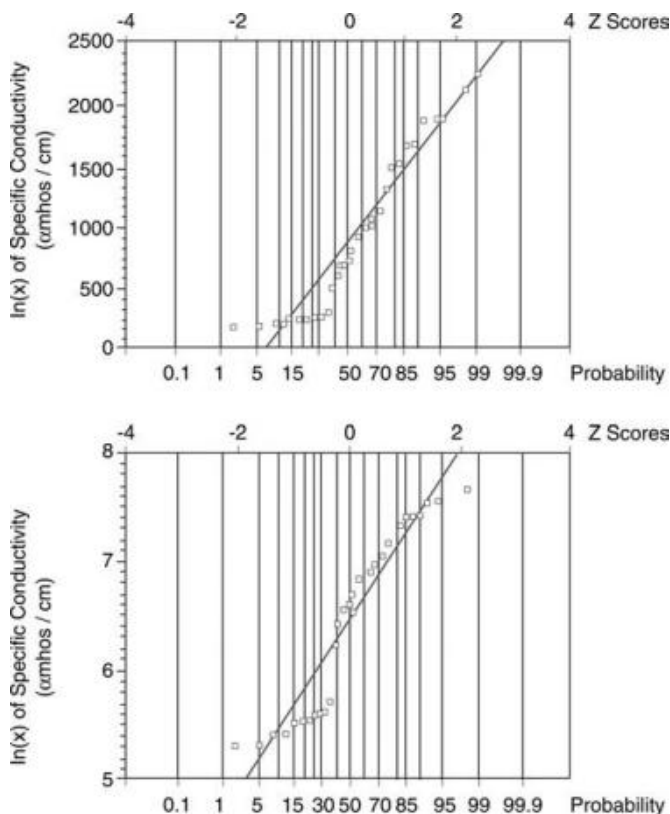 -4 -2 0 2 4 Z Scores
2500
2000
1500
1000
500
0
In(x) of Specific Conductivity
(αmhos / cm)
0.1 1 5 15 50 70 85 95 99 99.9 Probability
-4 -2 0 2 4 Z Scores
8
7
6
5
In(x) of Specific Conductivity
(αmhos / cm)
0.1 1 5 15 30 50 70 85 95 99 99.9 Probability